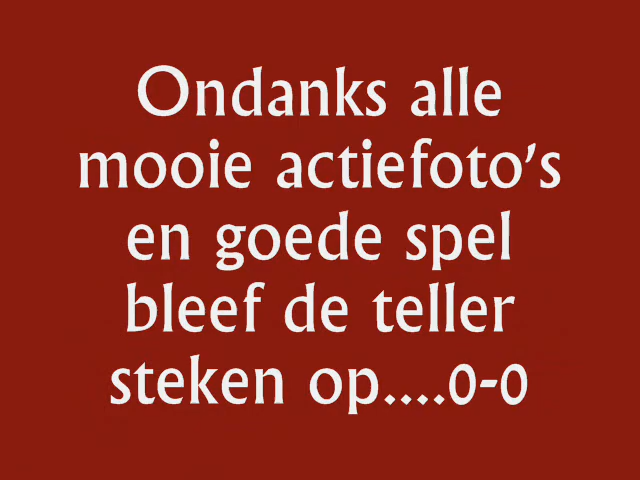 Ondanks alle
mooie actiefoto's
en goede spel
bleef de teller
steken op....0-0